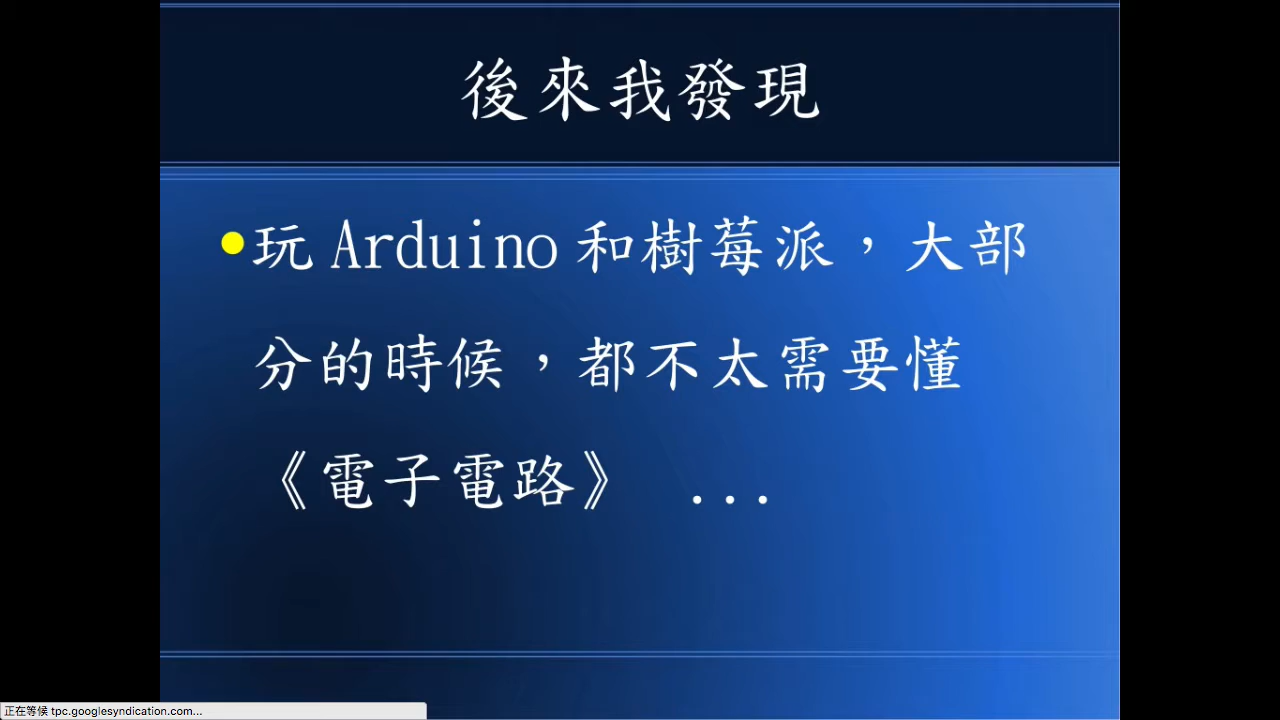 後來我發現
玩 Arduino 和樹莓派,大部
分的時候,都不太需要懂
《電子電路》 ...
正在等候 tpc.googlesyndication.com...